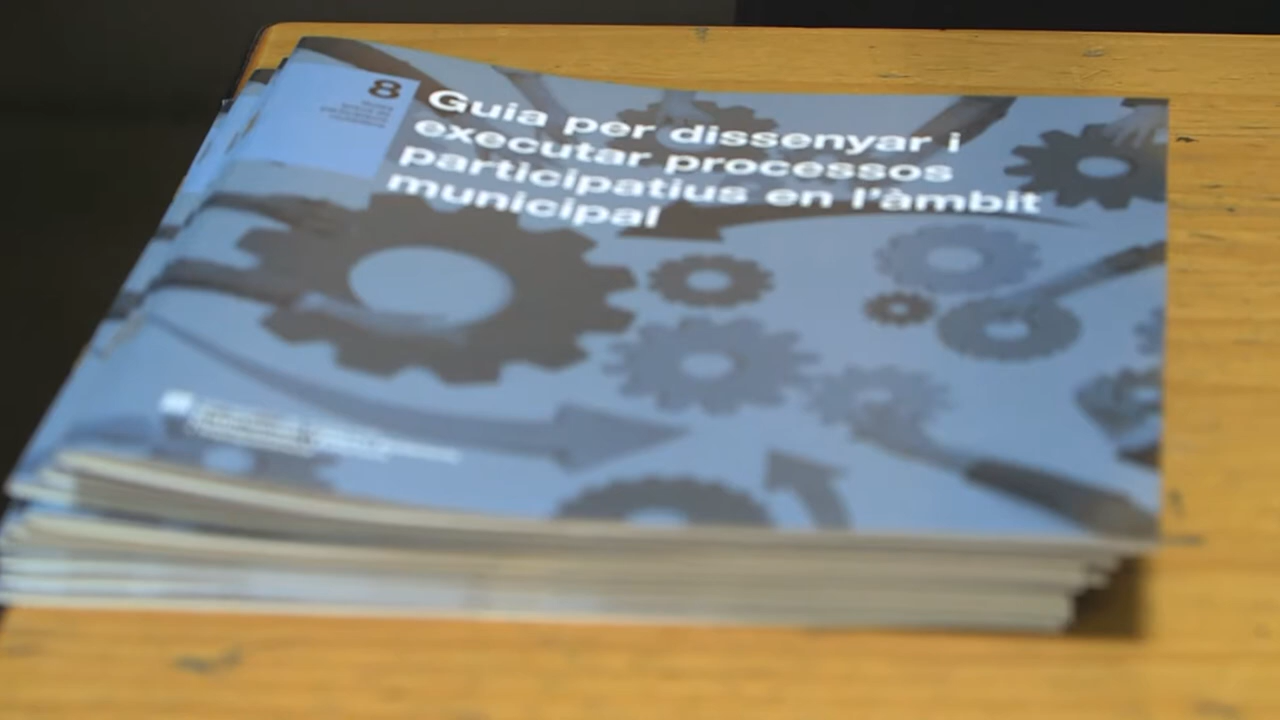 8
Guia per dissenyar i
executar processos
participatius en l'àmbit
municipal